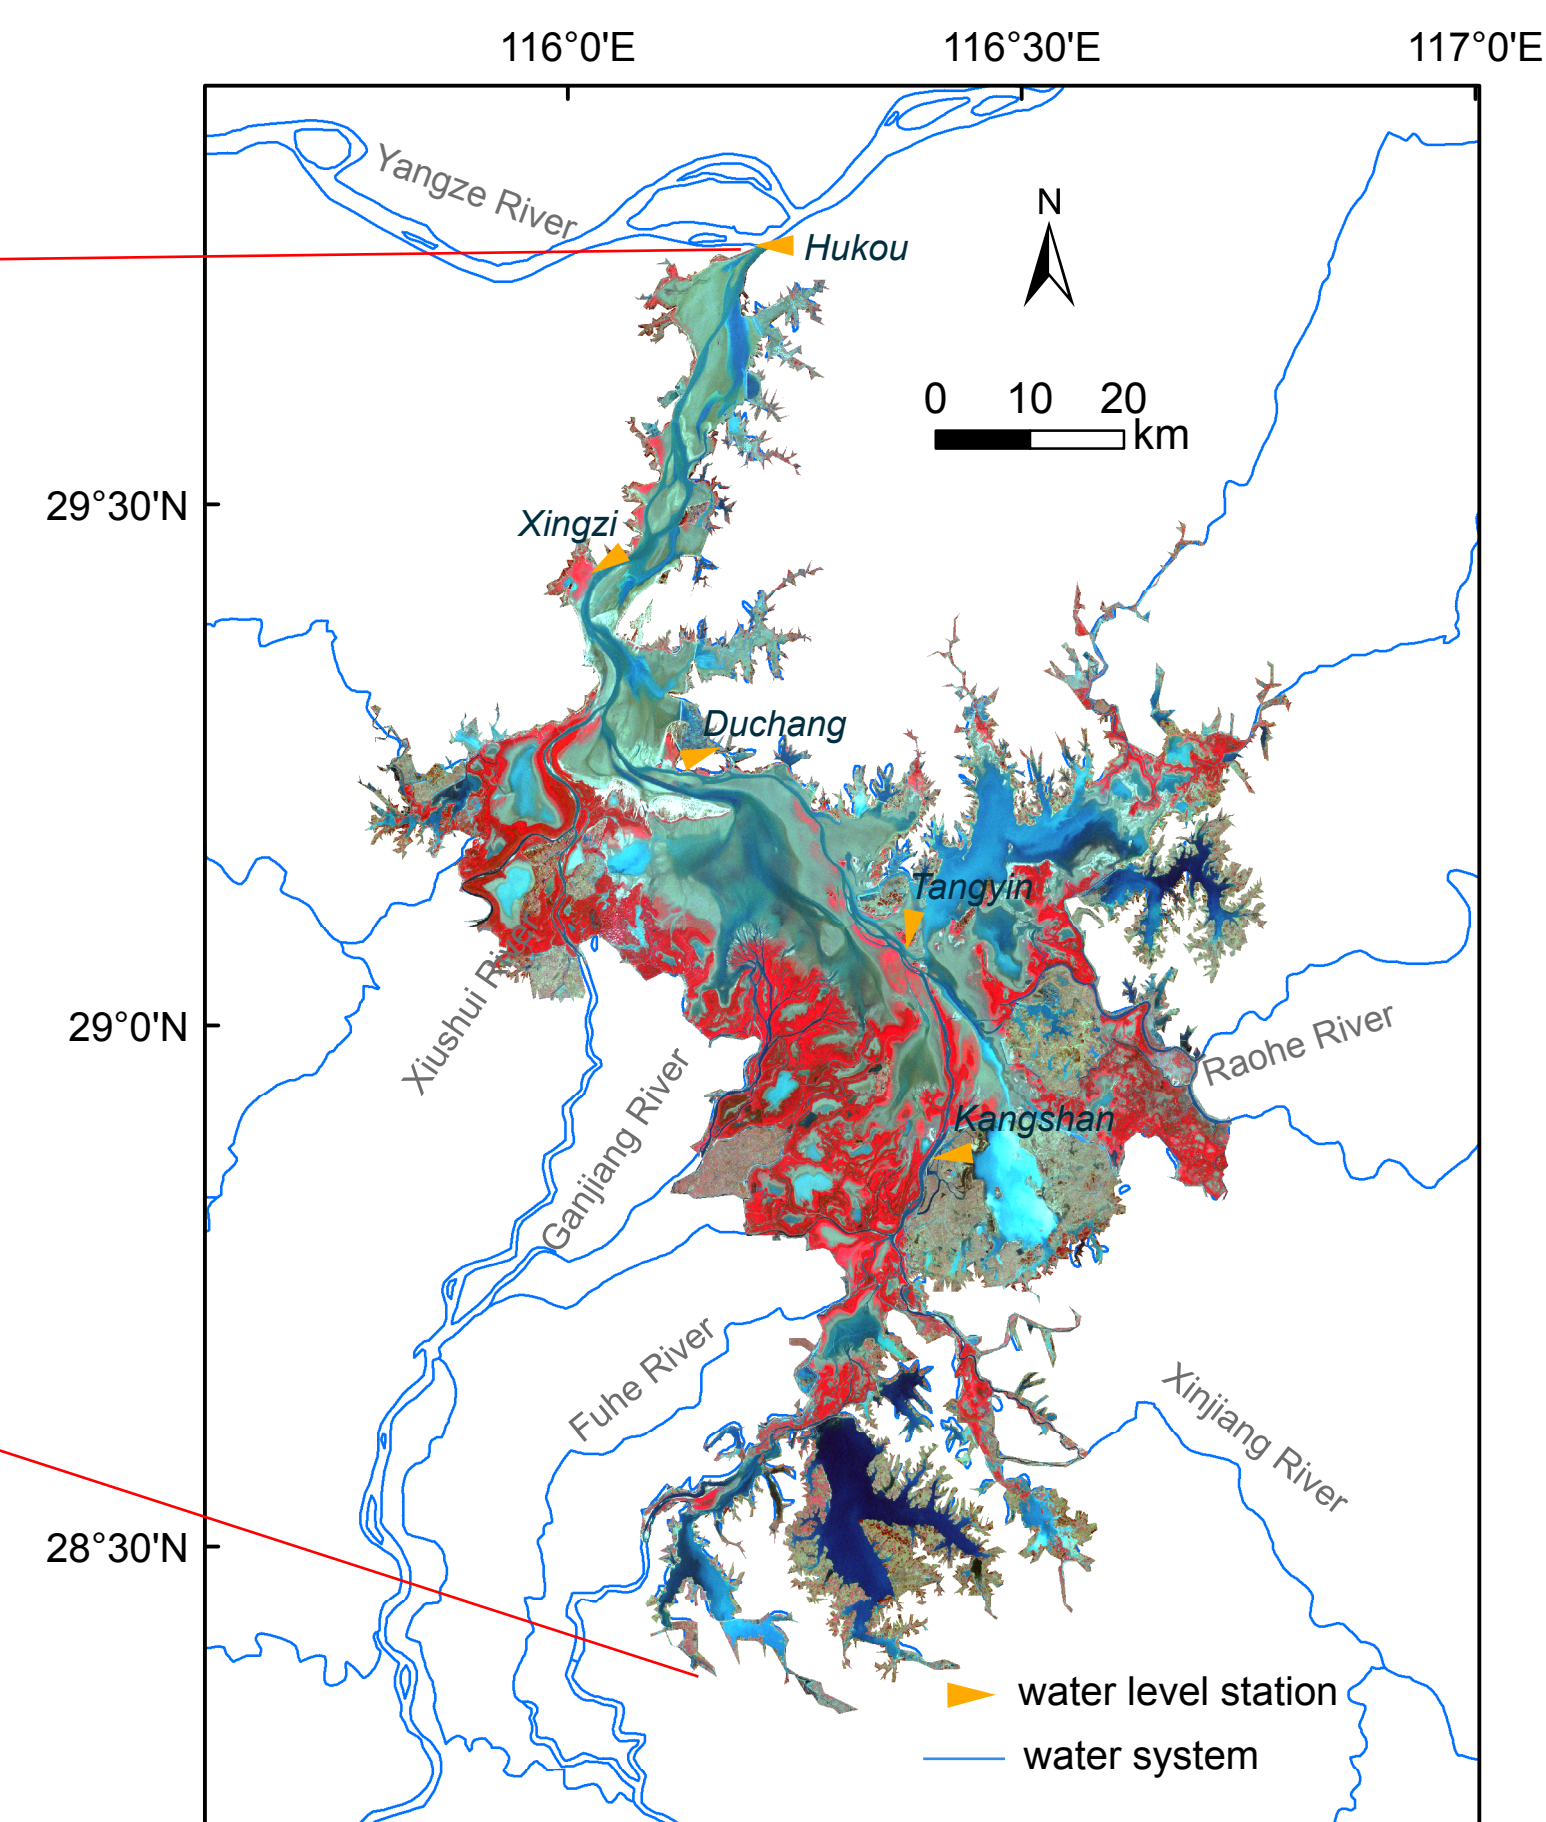 116°0'E
116°30'E
117°0'E
Yangze River
N
Hukou
0 10 20
km
29°30'N
Xingzi
Duchang
Tangyin
Xiushui River
29°0'N
Raohe River
Ganjiang River
Kangshan
Fuhe River
Xinjiang River
28°30'N
water level station
water system